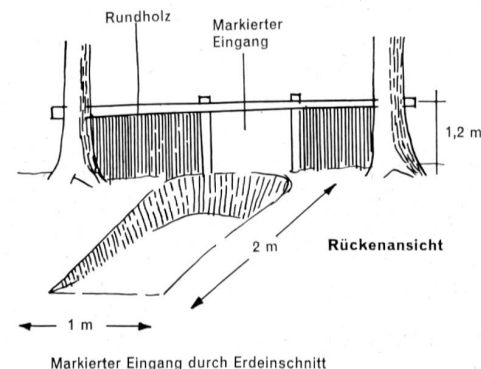 Rundholz
Markierter
Eingang
1,2 m
2 m
Rückenansicht
1 m
Markierter Eingang durch Erdeinschnitt